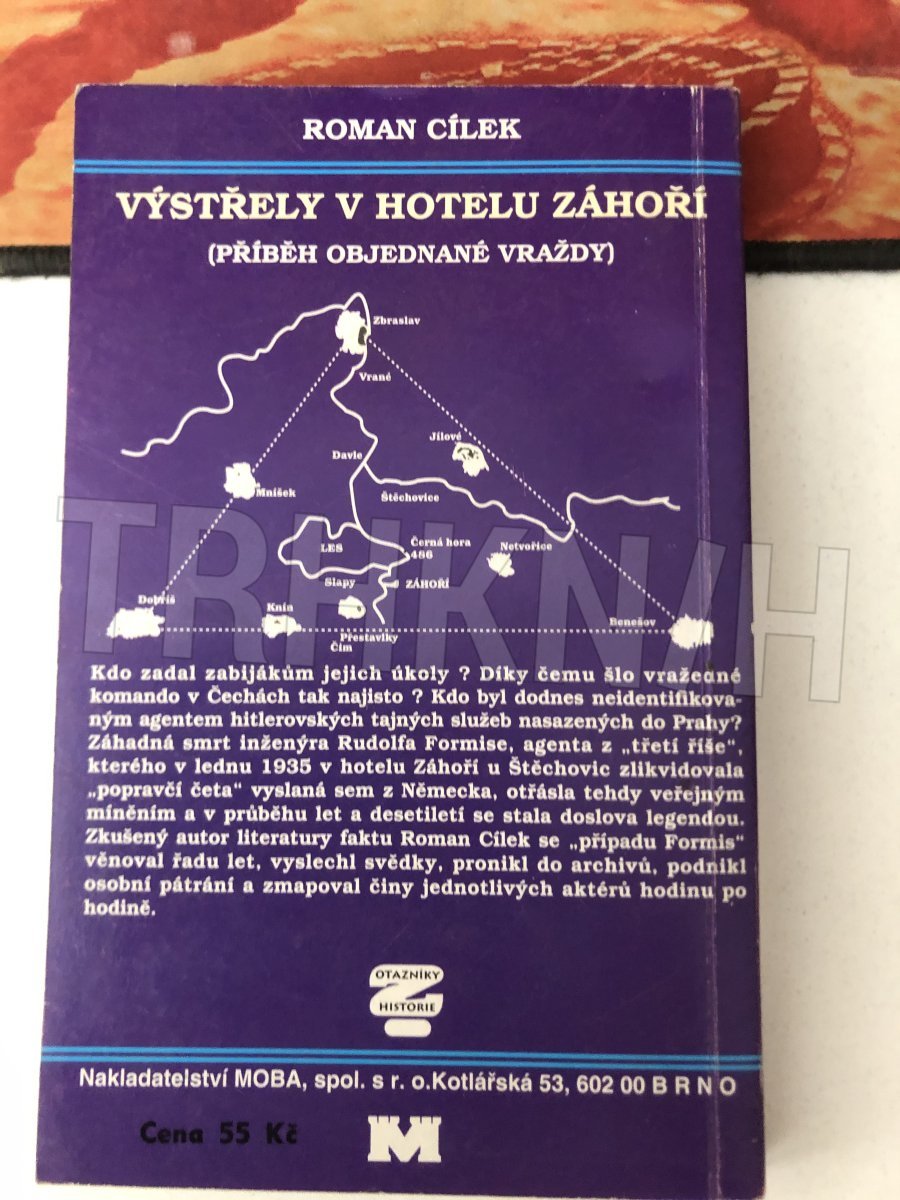 ROMAN CÍLEK
VÝSTŘELY V HOTELU ZÁHOŘÍ
(PŘÍBĚH OBJEDNANÉ VRAŽDY)
Zbraslav
Vrané
Jílové
Davle
Mníšek
Štěchovice
LES
Černá hora
486
Netvořice
Slapy
ZÁHOŘÍ
Dobříš
Knín
Přestavlky
Čím
Benešov
TRHKNIH
Kdo zadal zabijákům jejich úkoly ? Díky čemu šlo vražedné
komando v Čechách tak najisto ? Kdo byl dodnes neidentifikova-
ným agentem hitlerovských tajných služeb nasazených do Prahy?
Záhadná smrt inženýra Rudolfa Formise, agenta z „třetí říše“,
kterého v lednu 1935 v hotelu Záhoří u Štěchovic zlikvidovala
„popravčí četa“ vyslaná sem z Německa, otřásla tehdy veřejným
míněním a v průběhu let a desetiletí se stala doslova legendou.
Zkušený autor literatury faktu Roman Cílek se „případu Formis“
věnoval řadu let, vyslechl svědky, pronikl do archivů, podnikl
osobní pátrání a zmapoval činy jednotlivých aktérů hodinu po
hodině.
OTAZNÍKY
HISTORIE
Nakladatelství MOBA, spol. s r. o.Kotlářská 53, 602 00 B R N O
Cena 55 Kč
M